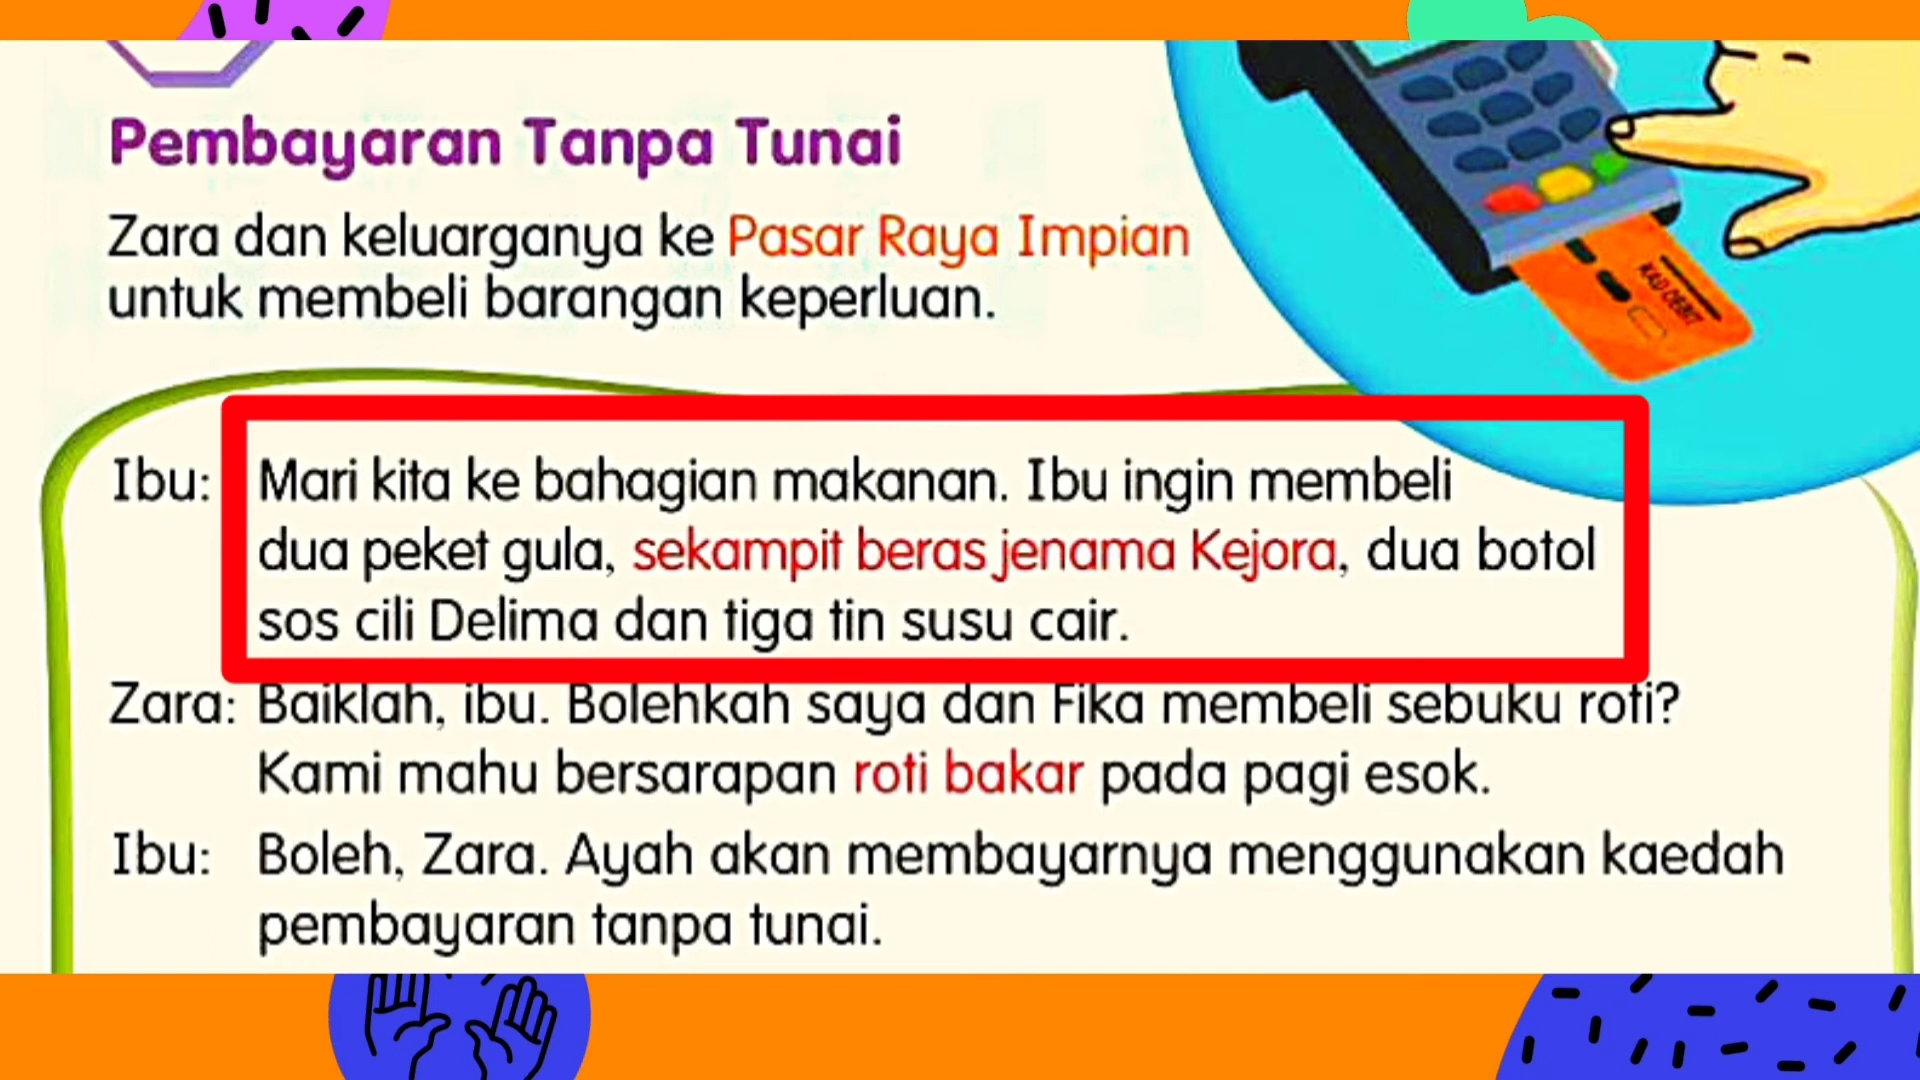 Pembayaran Tanpa Tunai
Zara dan keluarganya ke Pasar Raya Impian
untuk membeli barangan keperluan.
KAD DEBIT
Ibu: Mari kita ke bahagian makanan. Ibu ingin membeli
dua peket gula, sekampit beras jenama Kejora, dua botol
sos cili Delima dan tiga tin susu cair.
Zara: Baiklah, ibu. Bolehkah saya dan Fika membeli sebuku roti?
Kami mahu bersarapan roti bakar pada pagi esok.
Ibu: Boleh, Zara. Ayah akan membayarnya menggunakan kaedah
pembayaran tanpa tunai.